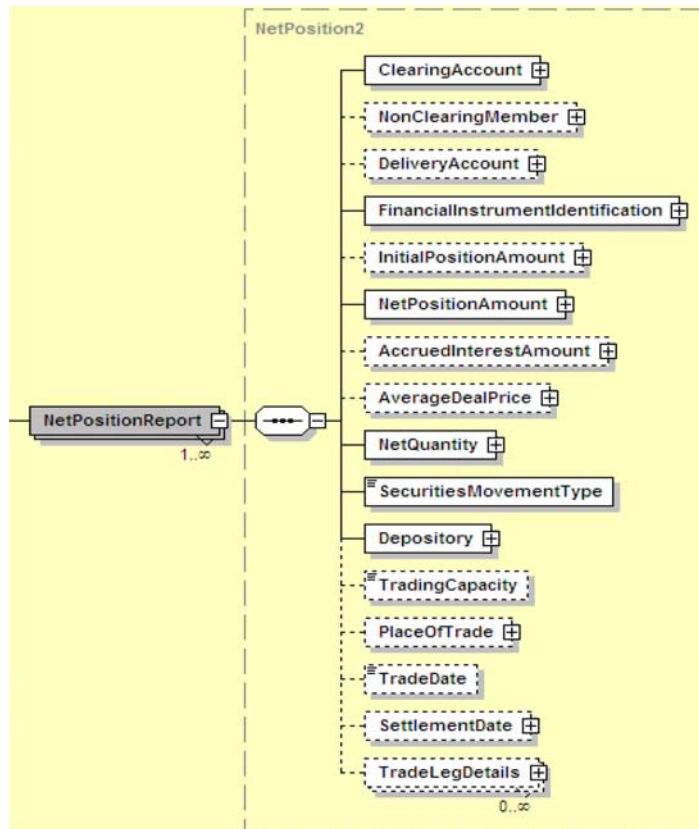 NetPosition2
ClearingAccount
NonClearingMember
DeliveryAccount
FinancialInstrumentIdentification
InitialPositionAmount
NetPositionAmount
AccruedInterestAmount
AverageDealPrice
NetPositionReport
1..∞
NetQuantity
SecuritiesMovementType
Depository
TradingCapacity
PlaceOfTrade
TradeDate
SettlementDate
TradeLegDetails
0..∞